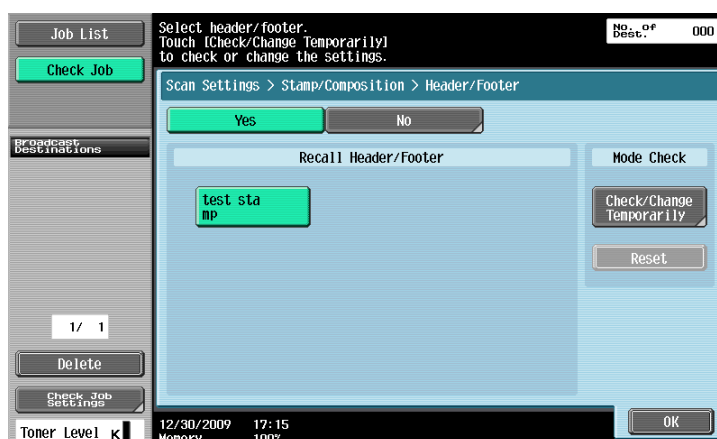 Job List
Check Job
Select header/footer.
Touch [Check/Change Temporarily]
to check or change the settings.
No. of
Dest.
000
Scan Settings > Stamp/Composition > Header/Footer
Yes
No
Broadcast
Destinations
Recall Header/Footer
Mode Check
test sta
mp
Check/Change
Temporarily
Reset
1/ 1
Delete
Check Job
Settings
Toner Level K
12/30/2009 17:15
Memory 100%
OK